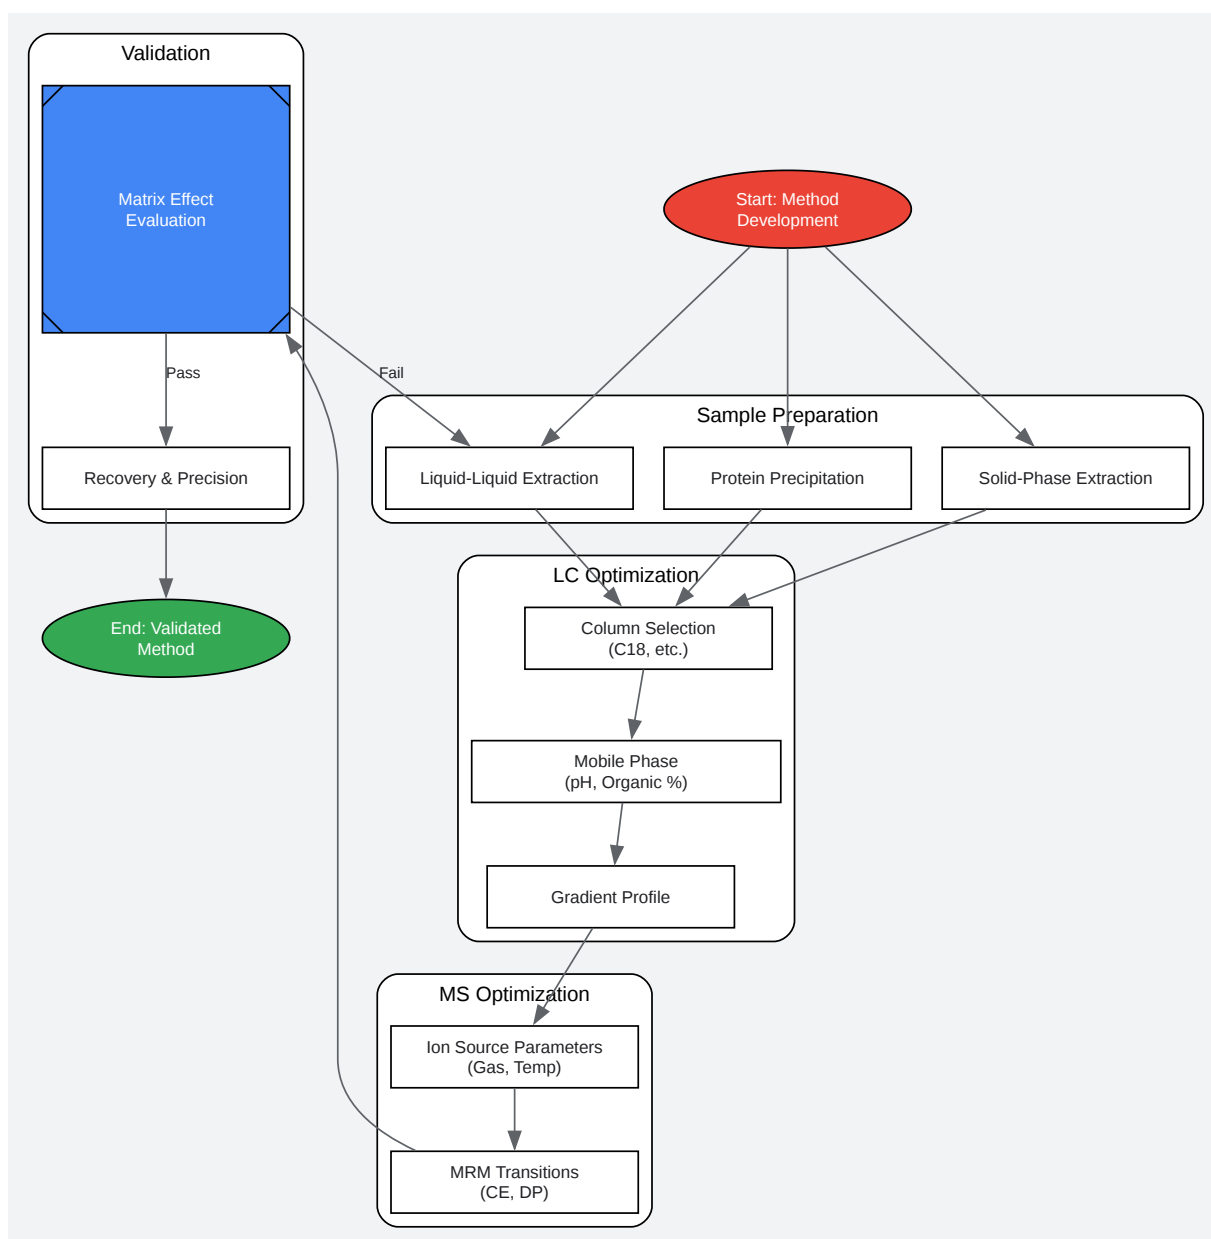 Validation
Matrix Effect
Evaluation
Start: Method
Development
Pass
Fail
Sample Preparation
Recovery & Precision
Liquid-Liquid Extraction
Protein Precipitation
Solid-Phase Extraction
LC Optimization
End: Validated
Method
Column Selection
(C18, etc.)
Mobile Phase
(pH, Organic %)
Gradient Profile
MS Optimization
Ion Source Parameters
(Gas, Temp)
MRM Transitions
(CE, DP)